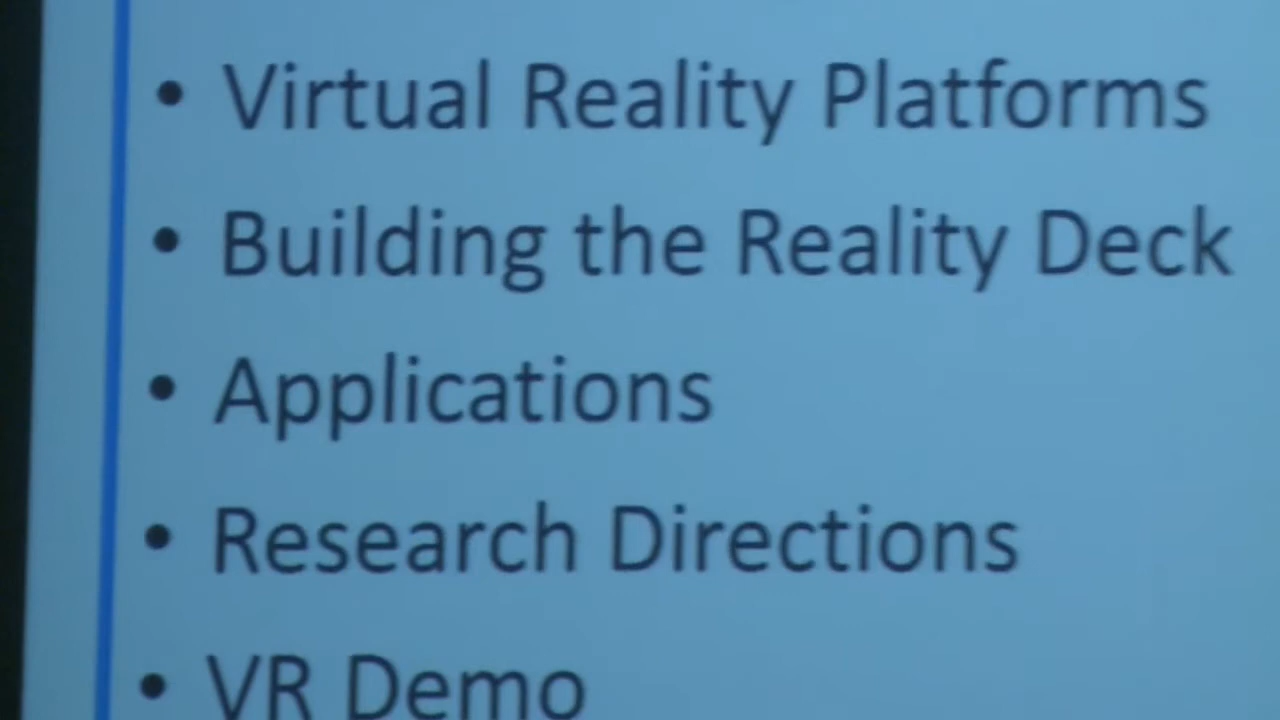 • Virtual Reality Platforms
• Building the Reality Deck
• Applications
• Research Directions
• VR Demo